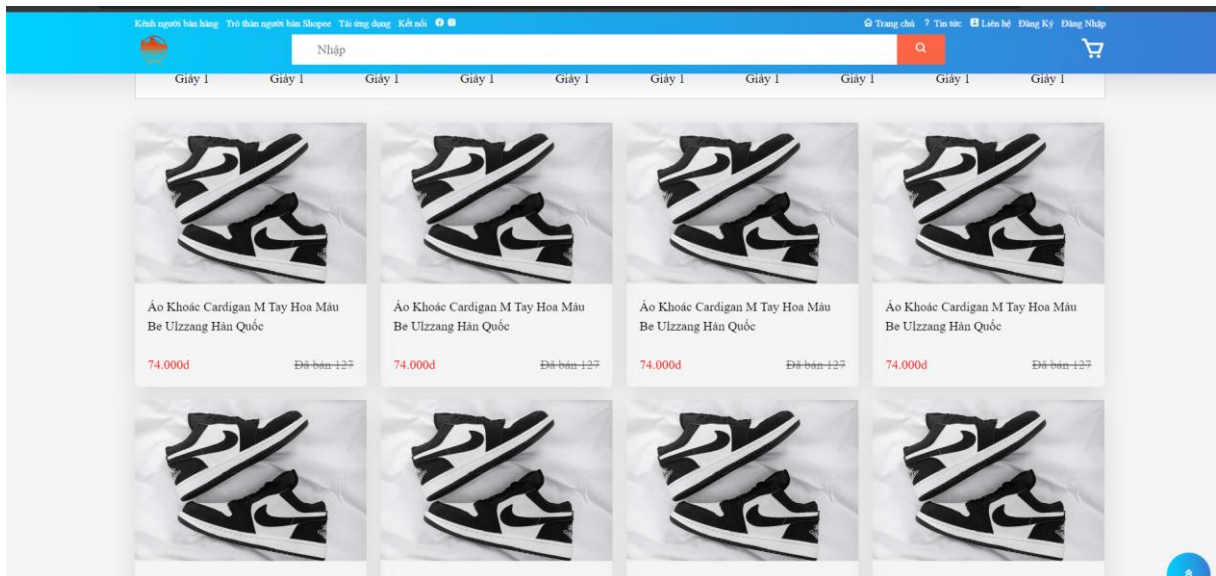 Kênh người bán hàng Trở thàn người bán Shopee Tải ứng dụng Kết nối
Trang chủ ? Tin tức Liên hệ Đăng Ký Đăng Nhập
Nhập
Giày 1 Giày 1 Giày 1 Giày 1 Giày 1 Giày 1 Giày 1 Giày 1 Giày 1 Giày 1
Áo Khoác Cardigan M Tay Hoa Màu
Be Ulzzang Hàn Quốc
74.000đ Đã bán 127
Áo Khoác Cardigan M Tay Hoa Màu
Be Ulzzang Hàn Quốc
74.000đ Đã bán 127
Áo Khoác Cardigan M Tay Hoa Màu
Be Ulzzang Hàn Quốc
74.000đ Đã bán 127
Áo Khoác Cardigan M Tay Hoa Màu
Be Ulzzang Hàn Quốc
74.000đ Đã bán 127